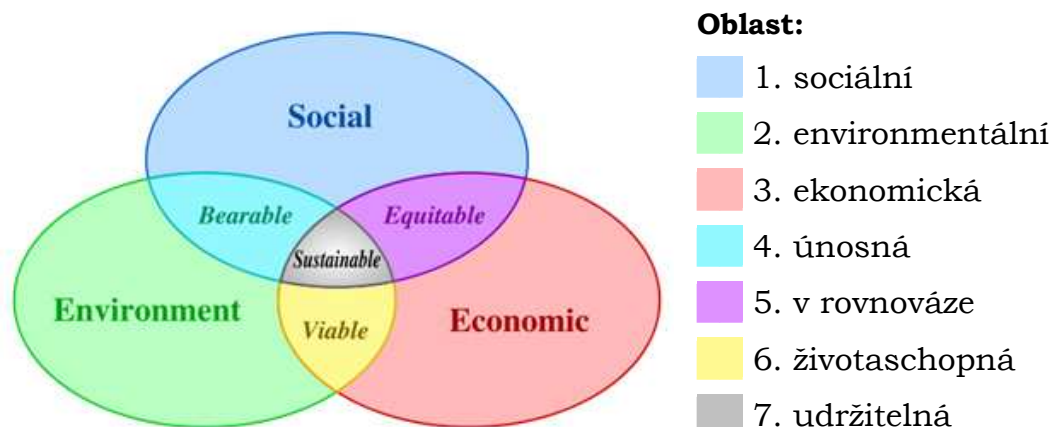 Social
Bearable
Equitable
Sustainable
Environment
Viable
Economic
Oblast:
1. sociální
2. environmentální
3. ekonomická
4. únosná
5. v rovnováze
6. životaschopná
7. udržitelná